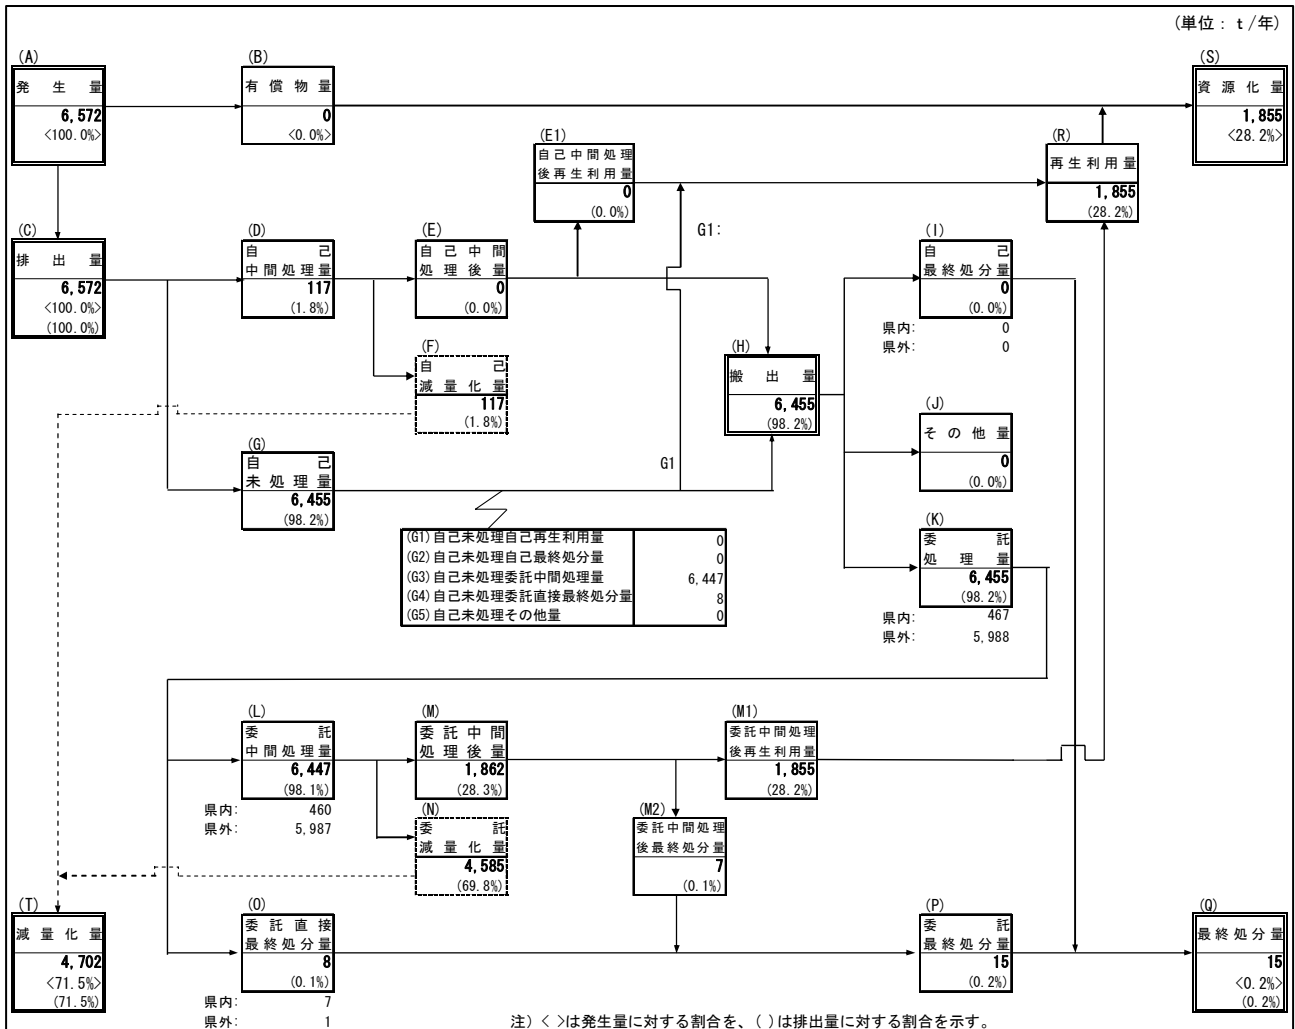 (単位：t/年)
(A)
発生量
6,572
<100.0%>
(B)
有償物量
0
<0.0%>
(S)
資源化量
1,855
<28.2%>
(E1)
自己中間処理
後再生利用量
0
(0.0%)
(R)
再生利用量
1,855
(28.2%)
(C)
排出量
6,572
<100.0%>
(100.0%)
(D)
自己
中間処理量
117
(1.8%)
(E)
自己中間
処理後量
0
(0.0%)
G1:
(I)
自己
最終処分量
0
(0.0%)
県内: 0
県外: 0
(F)
自己
減量化量
117
(1.8%)
(H)
搬出量
6,455
(98.2%)
(J)
その他量
0
(0.0%)
(G)
自己
未処理量
6,455
(98.2%)
G1
(G1)自己未処理自己再生利用量 0
(G2)自己未処理自己最終処分量 0
(G3)自己未処理委託中間処理量 6,447
(G4)自己未処理委託直接最終処分量 8
(G5)自己未処理その他量 0
(K)
委託
処理量
6,455
(98.2%)
県内: 467
県外: 5,988
(L)
委託
中間処理量
6,447
(98.1%)
県内: 460
県外: 5,987
(M)
委託中間
処理後量
1,862
(28.3%)
(M1)
委託中間処理
後再生利用量
1,855
(28.2%)
(N)
委託
減量化量
4,585
(69.8%)
(M2)
委託中間処理
後最終処分量
7
(0.1%)
(T)
減量化量
4,702
<71.5%>
(71.5%)
(O)
委託直接
最終処分量
8
(0.1%)
県内: 7
県外: 1
(P)
委託
最終処分量
15
(0.2%)
(Q)
最終処分量
15
<0.2%>
(0.2%)
注）< >は発生量に対する割合を、( )は排出量に対する割合を示す。